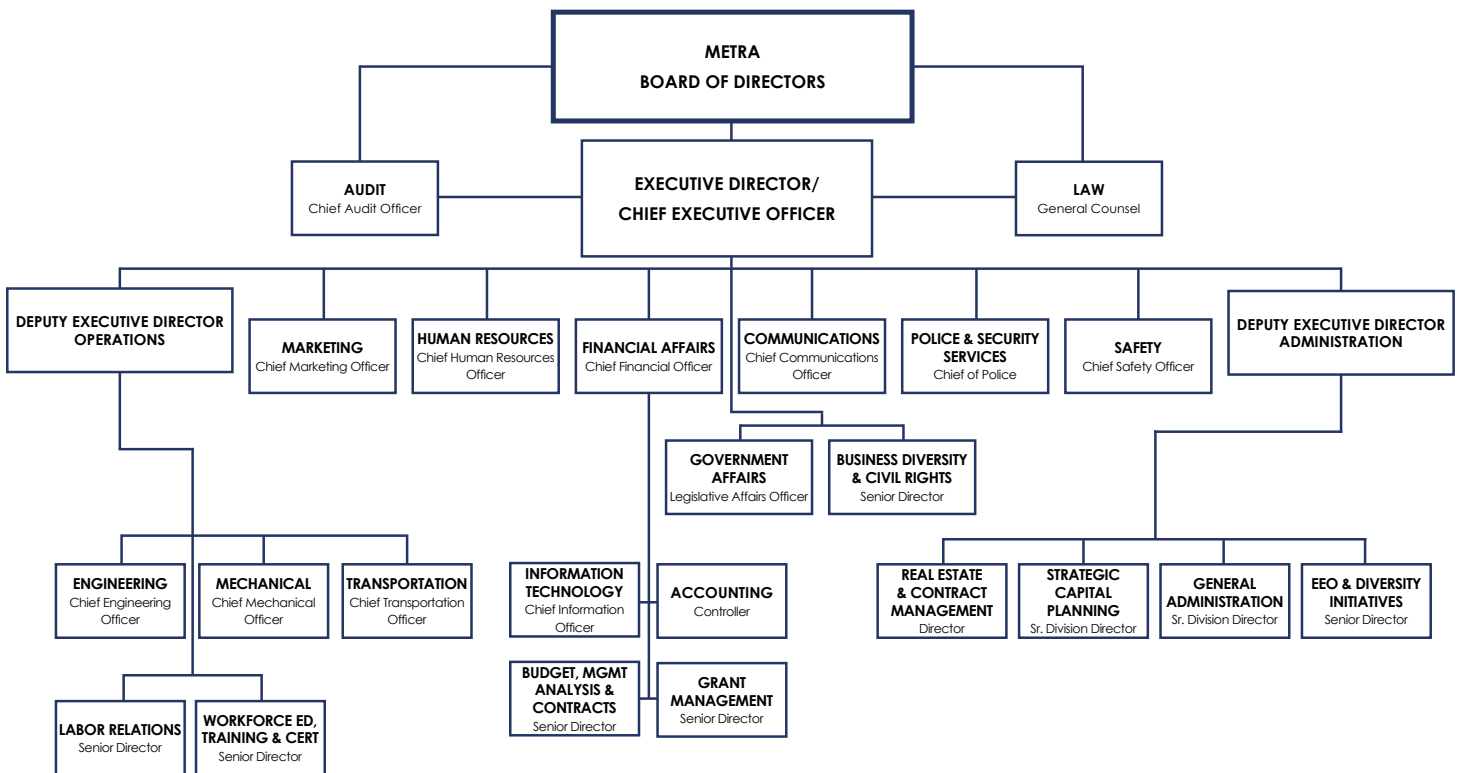 METRA
BOARD OF DIRECTORS
AUDIT
Chief Audit Officer
EXECUTIVE DIRECTOR/
CHIEF EXECUTIVE OFFICER
LAW
General Counsel
DEPUTY EXECUTIVE DIRECTOR
OPERATIONS
MARKETING
Chief Marketing Officer
HUMAN RESOURCES
Chief Human Resources
Officer
FINANCIAL AFFAIRS
Chief Financial Officer
COMMUNICATIONS
Chief Communications
Officer
POLICE & SECURITY
SERVICES
Chief of Police
SAFETY
Chief Safety Officer
DEPUTY EXECUTIVE DIRECTOR
ADMINISTRATION
GOVERNMENT
AFFAIRS
Legislative Affairs Officer
BUSINESS DIVERSITY
& CIVIL RIGHTS
Senior Director
ENGINEERING
Chief Engineering
Officer
MECHANICAL
Chief Mechanical
Officer
TRANSPORTATION
Chief Transportation
Officer
INFORMATION
TECHNOLOGY
Chief Information
Officer
ACCOUNTING
Controller
REAL ESTATE
& CONTRACT
MANAGEMENT
Director
STRATEGIC
CAPITAL
PLANNING
Sr. Division Director
GENERAL
ADMINISTRATION
Sr. Division Director
EEO & DIVERSITY
INITIATIVES
Senior Director
LABOR RELATIONS
Senior Director
WORKFORCE ED,
TRAINING & CERT
Senior Director
BUDGET, MGMT
ANALYSIS &
CONTRACTS
Senior Director
GRANT
MANAGEMENT
Senior Director